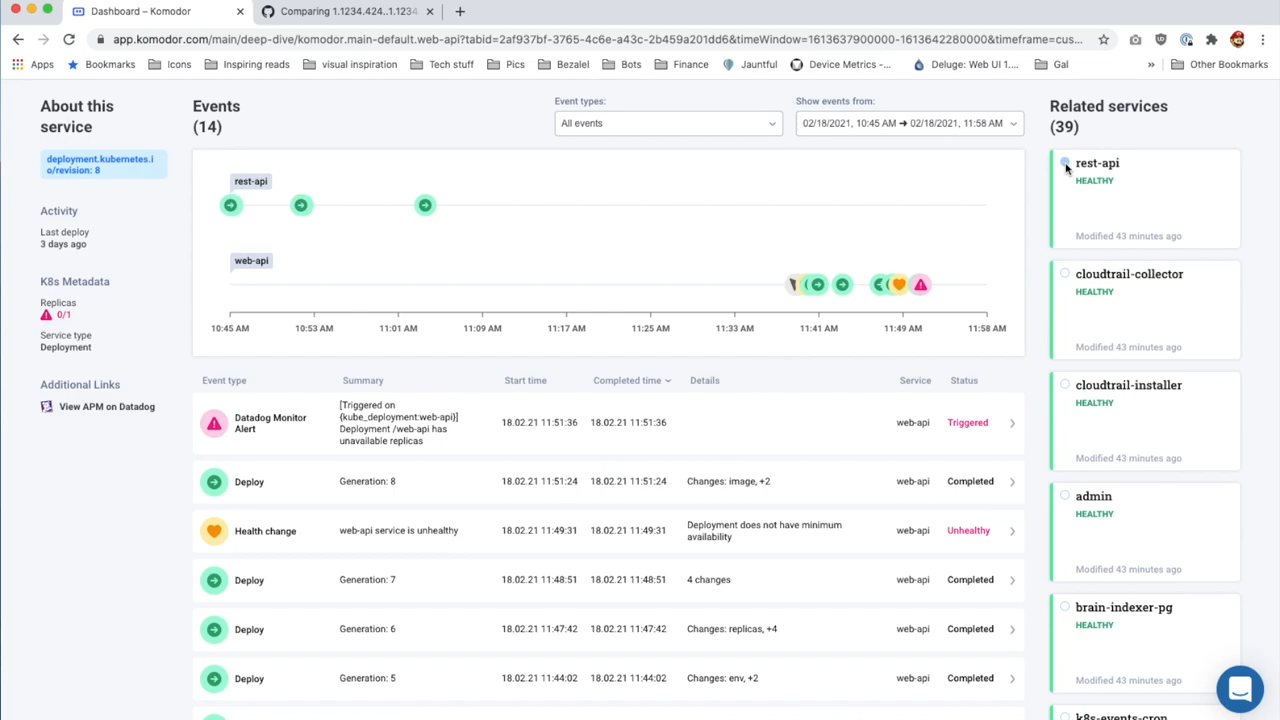 Dashboard – Komodor
Comparing 1.1234.424..1.1234
app.komodor.com/main/deep-dive/komodor.main-default.web-api?tabid=2af937bf-3765-4c6e-a43c-2b459a201dd6&timeWindow=1613637900000-1613642280000&timeframe=cus...
Apps
Bookmarks
Icons
Inspiring reads
visual inspiration
Tech stuff
Pics
Bezalel
Bots
Finance
Jauntful
Device Metrics -...
Deluge: Web UI 1....
Gal
»
Other Bookmarks
About this
service
deployment.kubernetes.i
o/revision: 8
Activity
Last deploy
3 days ago
K8s Metadata
Replicas
0/1
Service type
Deployment
Additional Links
View APM on Datadog
Events
(14)
Event types:
All events
Show events from:
02/18/2021, 10:45 AM ➔ 02/18/2021, 11:58 AM
rest-api
web-api
10:45 AM
10:53 AM
11:01 AM
11:09 AM
11:17 AM
11:25 AM
11:33 AM
11:41 AM
11:49 AM
11:58 AM
Event type Summary Start time Completed time Details Service Status
Datadog Monitor
Alert
[Triggered on
{kube_deployment:web-api}]
Deployment /web-api has
unavailable replicas
18.02.21 11:51:36 18.02.21 11:51:36 web-api Triggered
Deploy Generation: 8 18.02.21 11:51:24 18.02.21 11:51:24 Changes: image, +2 web-api Completed
Health change web-api service is unhealthy 18.02.21 11:49:31 18.02.21 11:49:31
Deployment does not have minimum
availability
web-api Unhealthy
Deploy Generation: 7 18.02.21 11:48:51 18.02.21 11:48:51 4 changes web-api Completed
Deploy Generation: 6 18.02.21 11:47:42 18.02.21 11:47:42 Changes: replicas, +4 web-api Completed
Deploy Generation: 5 18.02.21 11:44:02 18.02.21 11:44:02 Changes: env, +2 web-api Completed
Related services
(39)
rest-api
HEALTHY
Modified 43 minutes ago
cloudtrail-collector
HEALTHY
Modified 43 minutes ago
cloudtrail-installer
HEALTHY
Modified 43 minutes ago
admin
HEALTHY
Modified 43 minutes ago
brain-indexer-pg
HEALTHY
Modified 43 minutes ago
k8s-events-cron